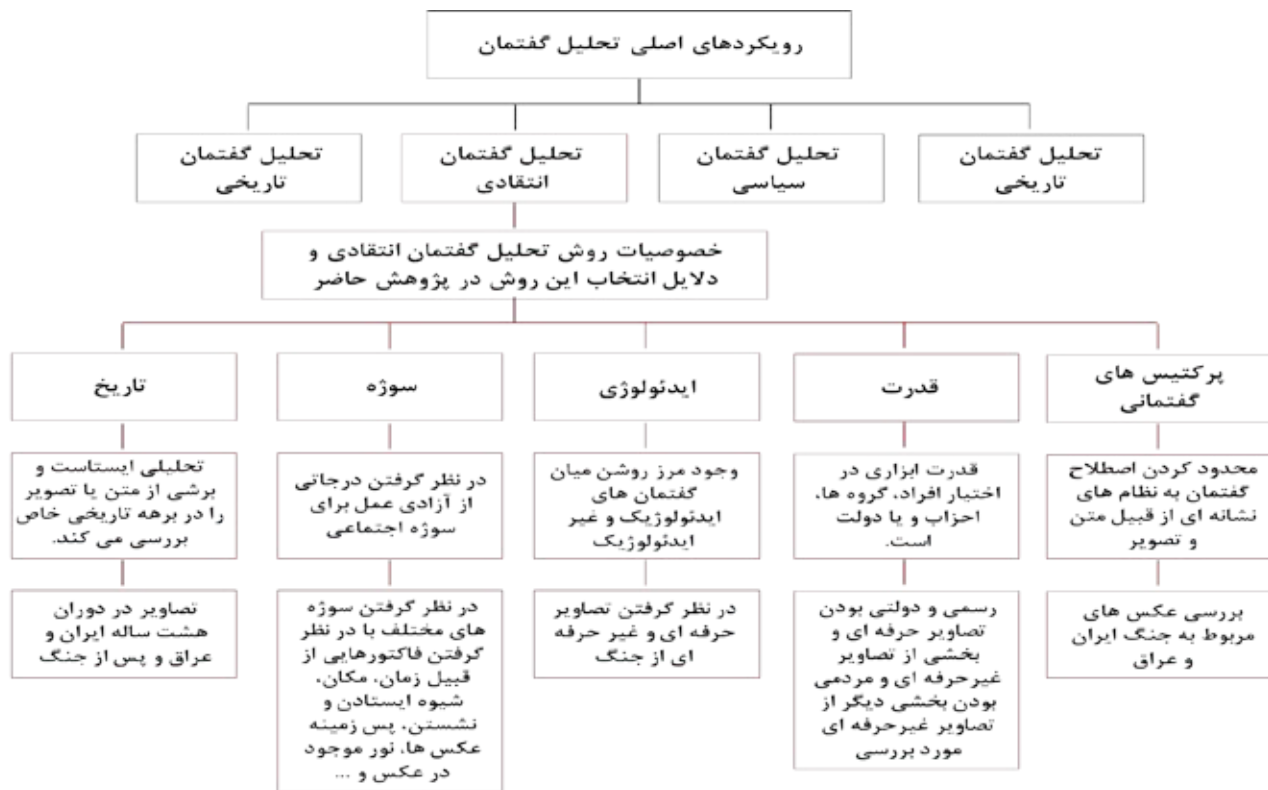 رویکردهای اصلی تحلیل گفتمان
تحلیل گفتمان
تاریخی
تحلیل گفتمان
سیاسی
تحلیل گفتمان
انتقادی
تحلیل گفتمان
تاریخی
خصوصیات روش تحلیل گفتمان انتقادی و
دلایل انتخاب این روش در پژوهش حاضر
پرکتیس های
گفتمانی
قدرت
ایدئولوژی
سوژه
تاریخ
محدود کردن اصطلاح
گفتمان به نظام های
نشانه ای از قبیل متن
و تصویر
قدرت ابزاری در
اختیار افراد، گروه ها،
احزاب و یا دولت
است.
وجود مرز روشن میان
گفتمان های
ایدئولوژیک و غیر
ایدئولوژیک
در نظر گرفتن درجاتی
از آزادی عمل برای
سوژه اجتماعی
تحلیلی ایستاست و
برشی از متن یا تصویر
را در برهه تاریخی خاص
بررسی می کند.
بررسی عکس های
مربوط به جنگ ایران
و عراق
رسمی و دولتی بودن
تصاویر حرفه ای و
بخشی از تصاویر
غیرحرفه ای و مردمی
بودن بخشی دیگر از
تصاویر غیرحرفه ای
مورد بررسی
در نظر گرفتن تصاویر
حرفه ای و غیر حرفه
ای از جنگ
در نظر گرفتن سوژه
های مختلف با در نظر
گرفتن فاکتورهایی از
قبیل زمان، مکان،
شیوه ایستادن و
نشستن، پس زمینه
عکس ها، نور موجود
در عکس و ...
تصاویر در دوران
هشت ساله ایران و
عراق و پس از جنگ